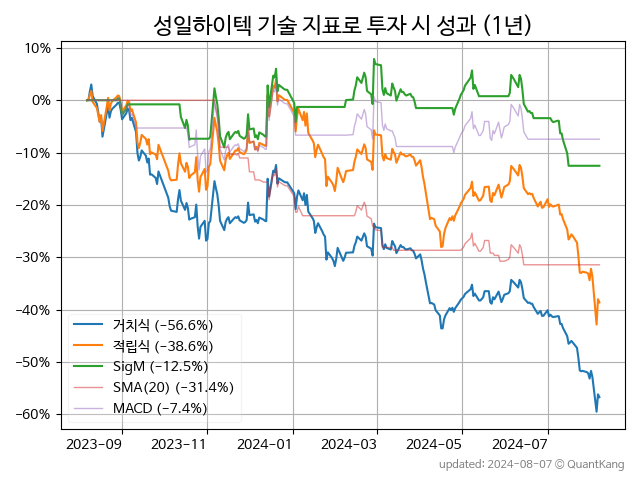 성일하이텍 기술 지표로 투자 시 성과 (1년)
10%
0%
−10%
−20%
−30%
−40%
−50%
−60%
거치식 (−56.6%)
적립식 (−38.6%)
SigM (−12.5%)
SMA(20) (−31.4%)
MACD (−7.4%)
2023-09
2023-11
2024-01
2024-03
2024-05
2024-07
updated: 2024-08-07 © QuantKang